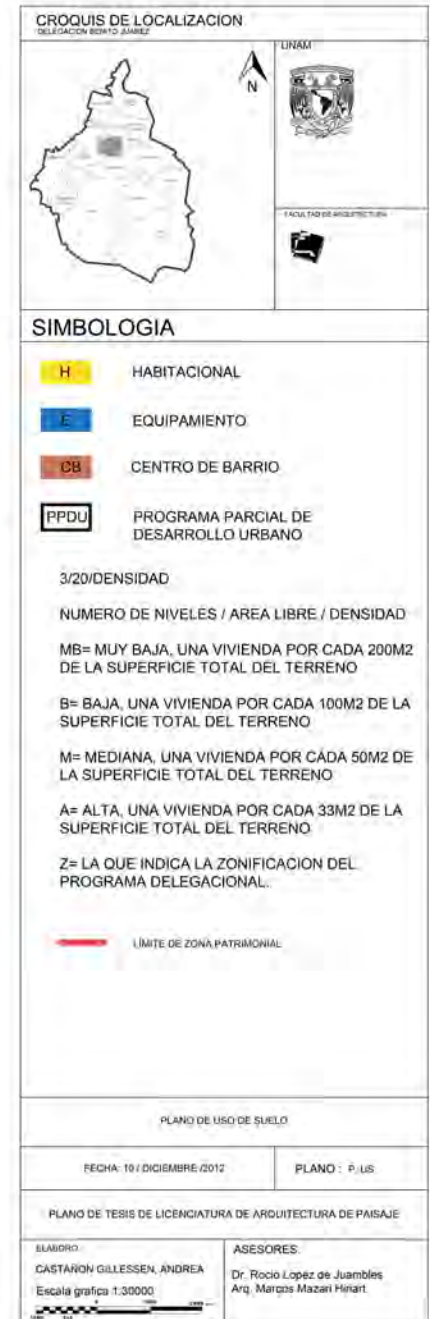 CROQUIS DE LOCALIZACION
DELEGACION BENITO JUAREZ
N
UNAM
FACULTAD DE ARQUITECTURA
SIMBOLOGIA
H HABITACIONAL
E EQUIPAMIENTO
CB CENTRO DE BARRIO
PPDU PROGRAMA PARCIAL DE
DESARROLLO URBANO
3/20/DENSIDAD
NUMERO DE NIVELES / AREA LIBRE / DENSIDAD
MB= MUY BAJA, UNA VIVIENDA POR CADA 200M2
DE LA SUPERFICIE TOTAL DEL TERRENO
B= BAJA, UNA VIVIENDA POR CADA 100M2 DE LA
SUPERFICIE TOTAL DEL TERRENO
M= MEDIANA, UNA VIVIENDA POR CADA 50M2 DE
LA SUPERFICIE TOTAL DEL TERRENO
A= ALTA, UNA VIVIENDA POR CADA 33M2 DE LA
SUPERFICIE TOTAL DEL TERRENO
Z= LA QUE INDICA LA ZONIFICACION DEL
PROGRAMA DELEGACIONAL.
LÍMITE DE ZONA PATRIMONIAL
PLANO DE USO DE SUELO
FECHA: 10 / DICIEMBRE /2012
PLANO : P_US
PLANO DE TESIS DE LICENCIATURA DE ARQUITECTURA DE PAISAJE
ELABORO:
CASTAÑON GILLESSEN, ANDREA
Escala grafica 1:30000
ASESORES:
Dr. Rocio Lopez de Juambles
Arq. Marcos Mazari Hiriart